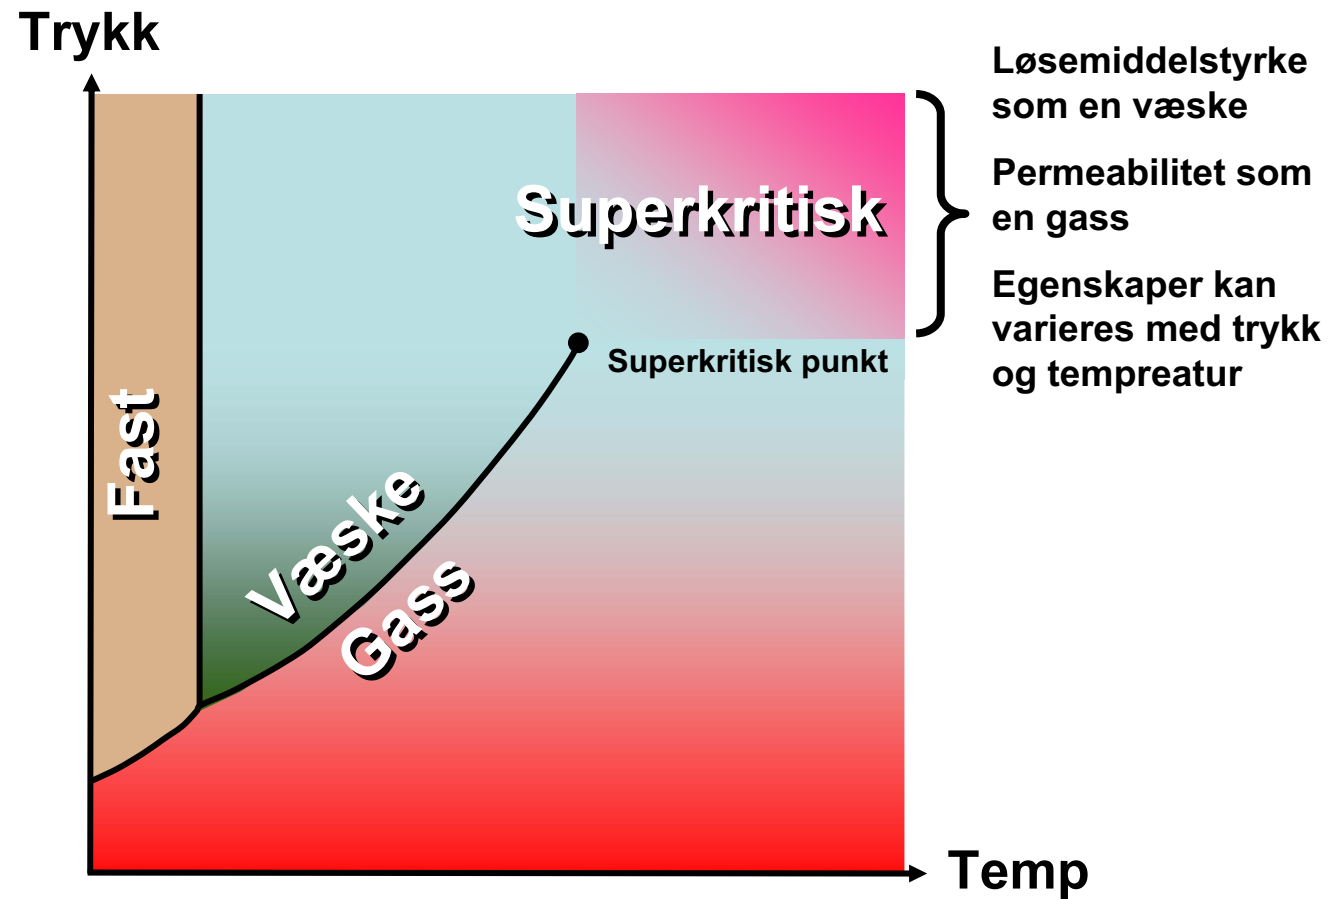 Trykk
Løsemiddelstyrke
som en væske
Permeabilitet som
en gass
Egenskaper kan
varieres med trykk
og tempreatur
Superkritisk
Superkritisk punkt
Fast
Væske
Gass
Temp